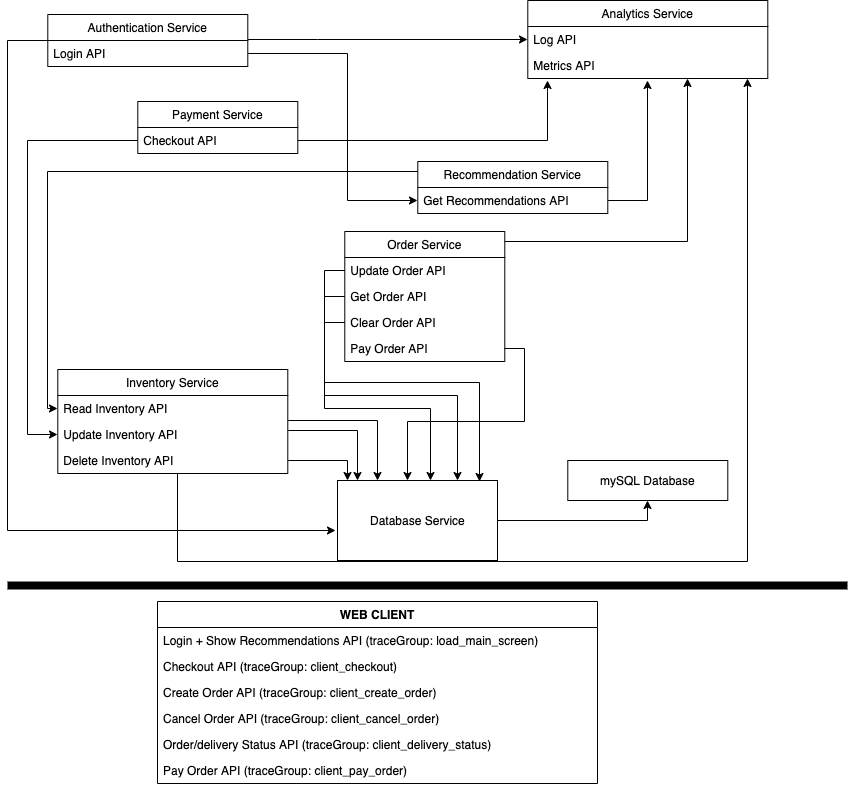 Authentication Service
Login API
Analytics Service
Log API
Metrics API
Payment Service
Checkout API
Recommendation Service
Get Recommendations API
Order Service
Update Order API
Get Order API
Clear Order API
Pay Order API
Inventory Service
Read Inventory API
Update Inventory API
Delete Inventory API
mySQL Database
Database Service
WEB CLIENT
Login + Show Recommendations API (traceGroup: load_main_screen)
Checkout API (traceGroup: client_checkout)
Create Order API (traceGroup: client_create_order)
Cancel Order API (traceGroup: client_cancel_order)
Order/delivery Status API (traceGroup: client_delivery_status)
Pay Order API (traceGroup: client_pay_order)